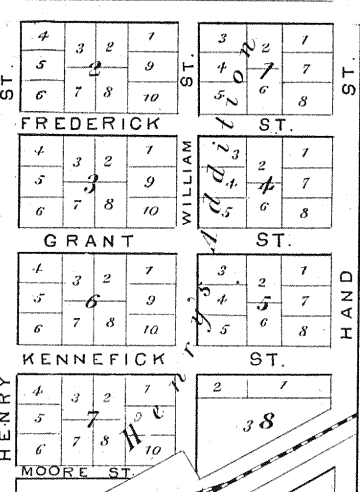 4 3 2 1
5 2 9
6 7 8 10
3 2 1
4 1 7
5 6 8
ST.
ST.
ST.
FREDERICK ST.
4 3 2 1
5 3 9
6 7 8 10
WILLIAM
3 2 1
4 4 7
5 6 8
GRANT ST.
4 3 2 1
5 6 9
6 7 8 10
3 2 1
4 5 7
5 6 8
HAND
KENNEFICK ST.
HENRY
4 3 2 1
5 7 9
6 7 8 10
2 1
3 8
MOORE ST.
Henry's Addition